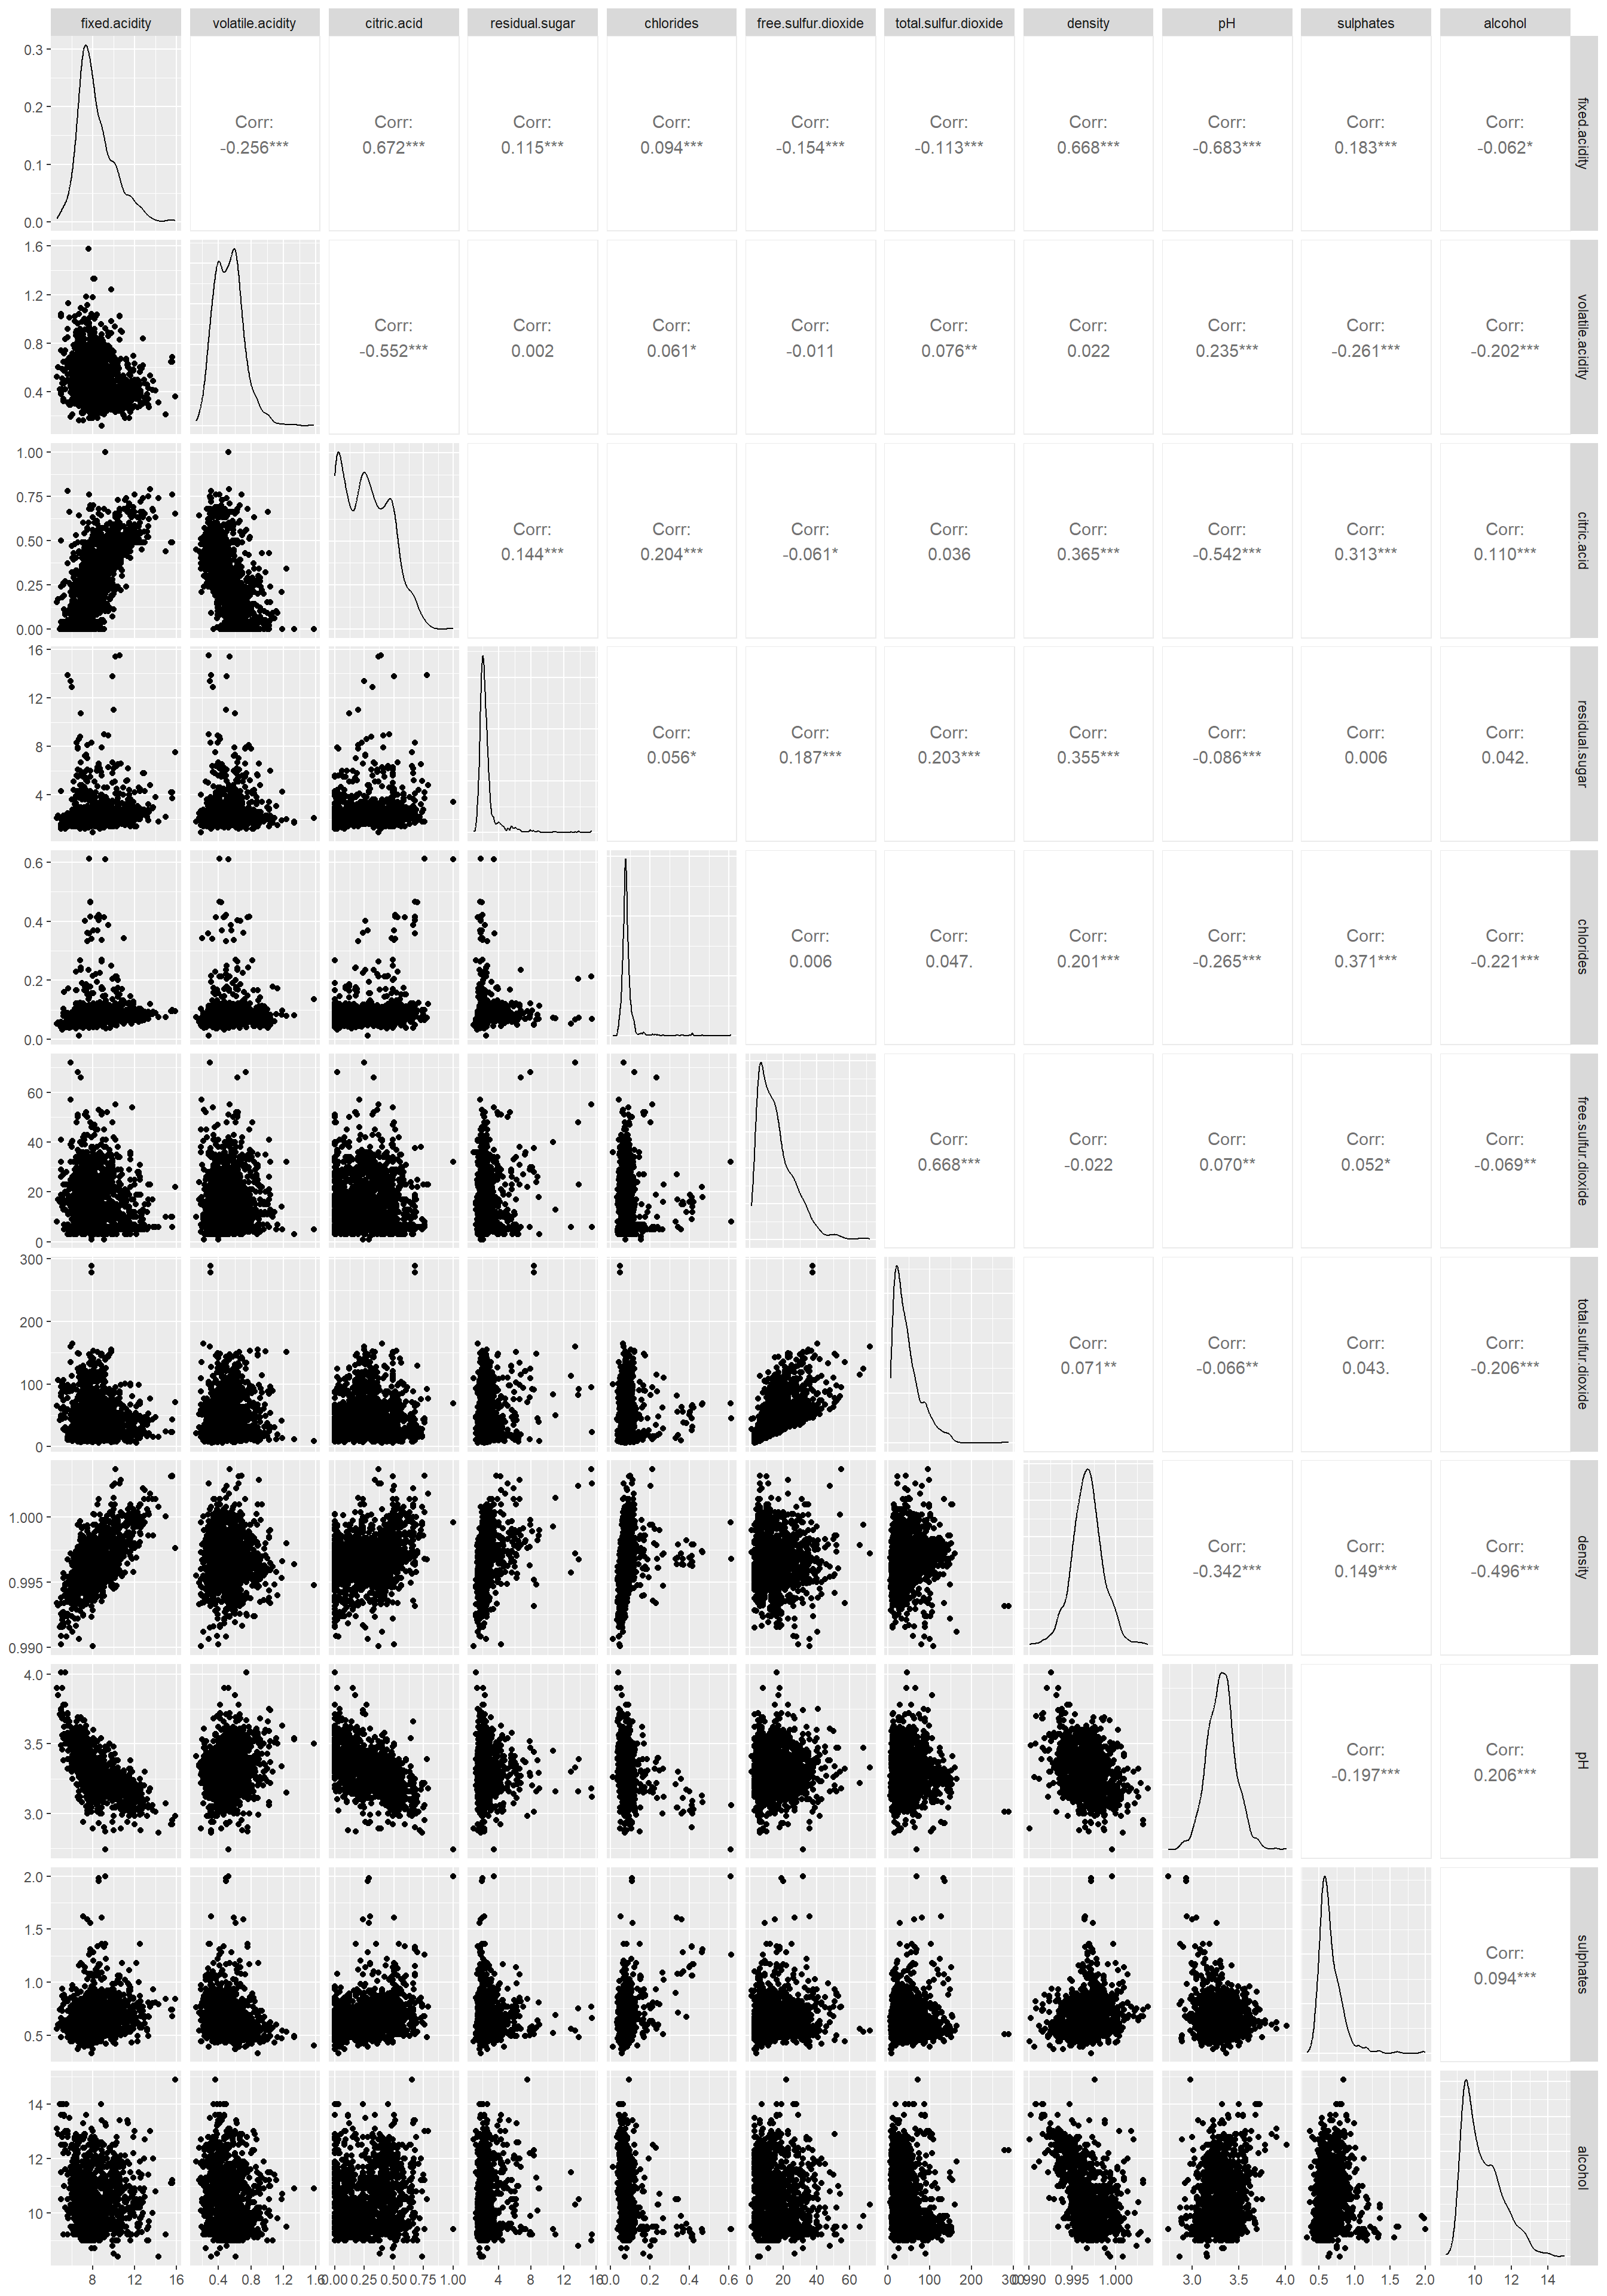 fixed.acidity volatile.acidity citric.acid residual.sugar chlorides free.sulfur.dioxide total.sulfur.dioxide density pH sulphates alcohol
0.3
0.2
0.1
0.0
Corr: Corr: Corr: Corr: Corr: Corr: Corr: Corr: Corr: Corr:
-0.256*** 0.672*** 0.115*** 0.094*** -0.154*** -0.113*** 0.668*** -0.683*** 0.183*** -0.062*
fixed.acidity
1.6
1.2
0.8
0.4
Corr: Corr: Corr: Corr: Corr: Corr: Corr: Corr: Corr:
-0.552*** 0.002 0.061* -0.011 0.076** 0.022 0.235*** -0.261*** -0.202***
volatile.acidity
1.00
0.75
0.50
0.25
0.00
Corr: Corr: Corr: Corr: Corr: Corr: Corr: Corr:
0.144*** 0.204*** -0.061* 0.036 0.365*** -0.542*** 0.313*** 0.110***
citric.acid
16
12
8
4
Corr: Corr: Corr: Corr: Corr: Corr: Corr:
0.056* 0.187*** 0.203*** 0.355*** -0.086*** 0.006 0.042.
residual.sugar
0.6
0.4
0.2
0.0
Corr: Corr: Corr: Corr: Corr: Corr:
0.006 0.047. 0.201*** -0.265*** 0.371*** -0.221***
chlorides
60
40
20
0
Corr: Corr: Corr: Corr: Corr:
0.668*** -0.022 0.070** 0.052* -0.069**
free.sulfur.dioxide
300
200
100
0
Corr: Corr: Corr: Corr:
0.071** -0.066** 0.043. -0.206***
total.sulfur.dioxide
1.000
0.995
0.990
Corr: Corr: Corr:
-0.342*** 0.149*** -0.496***
density
4.0
3.5
3.0
Corr: Corr:
-0.197*** 0.206***
pH
2.0
1.5
1.0
0.5
Corr:
0.094***
sulphates
14
12
10
alcohol
8 12 16 0.4 0.8 1.2 1.6 0.00 0.25 0.50 0.75 1.00 4 8 12 16 0.0 0.2 0.4 0.6 0 20 40 60 0 100 200 300 0.990 0.995 1.000 3.0 3.5 4.0 0.5 1.0 1.5 2.0 10 12 14